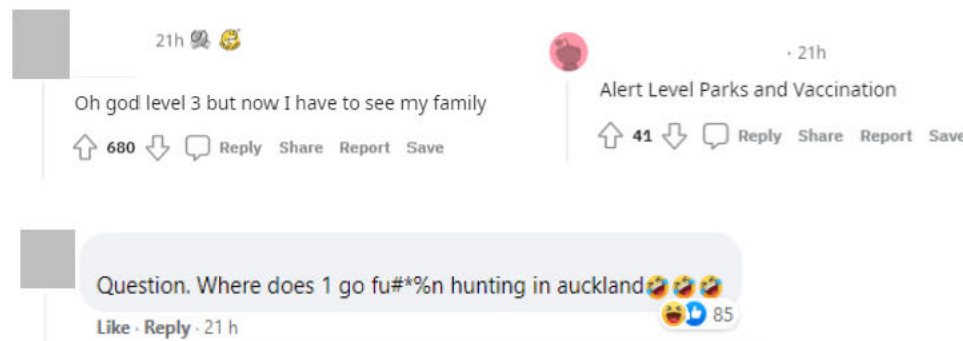 21h
Oh god level 3 but now I have to see my family
680 Reply Share Report Save
· 21h
Alert Level Parks and Vaccination
41 Reply Share Report Save
Question. Where does 1 go fu#*%n hunting in auckland🤣🤣🤣
85
Like · Reply · 21 h